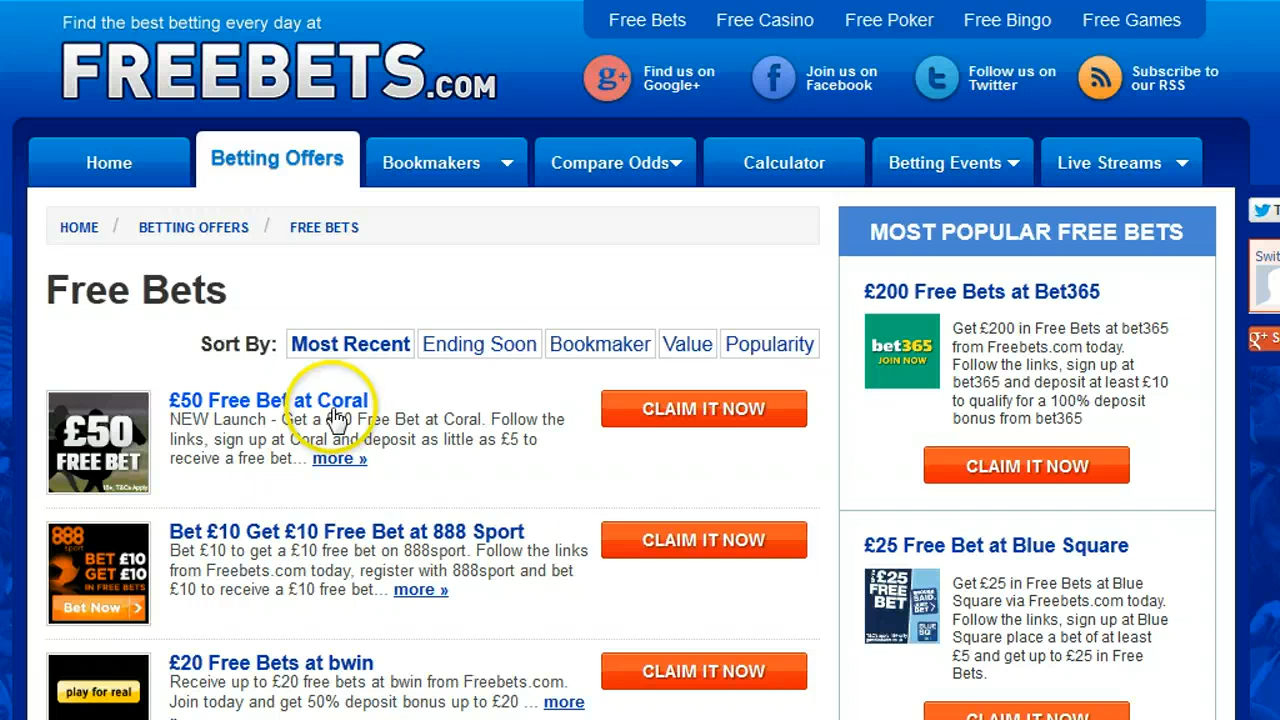 Find the best betting every day at
FREEBETS.COM
Free Bets Free Casino Free Poker Free Bingo Free Games
g+ Find us on
Google+
f Join us on
Facebook
t Follow us on
Twitter
Subscribe to
our RSS
Home
Betting Offers
Bookmakers
Compare Odds
Calculator
Betting Events
Live Streams
HOME / BETTING OFFERS / FREE BETS
Free Bets
Sort By: Most Recent Ending Soon Bookmaker Value Popularity
£50
FREE BET
£50 Free Bet at Coral
NEW Launch - Get a £50 Free Bet at Coral. Follow the
links, sign up at Coral and deposit as little as £5 to
receive a free bet... more »
CLAIM IT NOW
888
sport
BET £10
GET £10
IN FREE BETS
Bet Now >
Bet £10 Get £10 Free Bet at 888 Sport
Bet £10 to get a £10 free bet on 888sport. Follow the links
from Freebets.com today, register with 888sport and bet
£10 to receive a £10 free bet... more »
CLAIM IT NOW
play for real
£20 Free Bets at bwin
Receive up to £20 free bets at bwin from Freebets.com.
Join today and get 50% deposit bonus up to £20 ... more
»
CLAIM IT NOW
MOST POPULAR FREE BETS
£200 Free Bets at Bet365
bet365
JOIN NOW
Get £200 in Free Bets at bet365
from Freebets.com today.
Follow the links, sign up at
bet365 and deposit at least £10
to qualify for a 100% deposit
bonus from bet365
CLAIM IT NOW
£25 Free Bet at Blue Square
£25
FREE
BET
Get £25 in Free Bets at Blue
Square via Freebets.com today.
Follow the links, sign up at Blue
Square place a bet of at least
£5 and get up to £25 in Free
Bets.
CLAIM IT NOW
T
Swit
g+ S